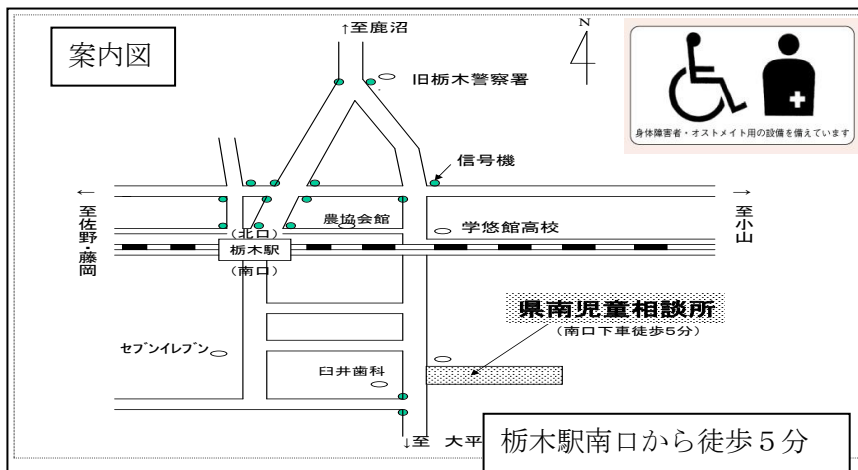 案内図
↑至鹿沼
N
旧栃木警察署
身体障害者・オストメイト用の設備を備えています
信号機
←
至佐野・藤岡
→
至小山
農協会館
学悠館高校
(北口)
栃木駅
(南口)
県南児童相談所
(南口下車徒歩5分)
セブンイレブン
臼井歯科
↓至 大平
栃木駅南口から徒歩５分